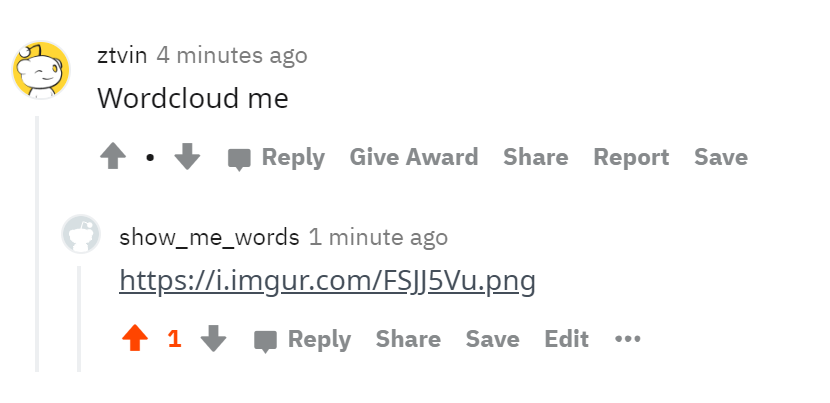 ztvin 4 minutes ago
Wordcloud me
• Reply Give Award Share Report Save
show_me_words 1 minute ago
https://i.imgur.com/FSJJ5Vu.png
1 Reply Share Save Edit •••